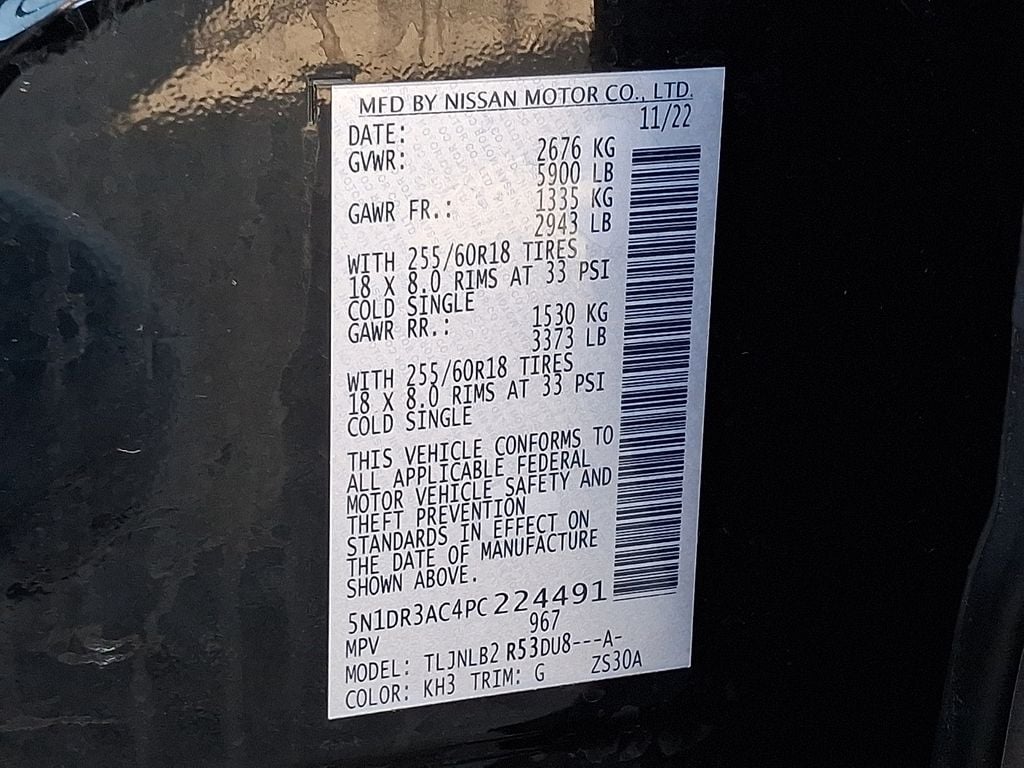 MFD BY NISSAN MOTOR CO., LTD.
DATE: 11/22
GVWR: 2676 KG
5900 LB
GAWR FR.: 1335 KG
2943 LB
WITH 255/60R18 TIRES
18 X 8.0 RIMS AT 33 PSI
COLD SINGLE
GAWR RR.: 1530 KG
3373 LB
WITH 255/60R18 TIRES
18 X 8.0 RIMS AT 33 PSI
COLD SINGLE
THIS VEHICLE CONFORMS TO
ALL APPLICABLE FEDERAL
MOTOR VEHICLE SAFETY AND
THEFT PREVENTION
STANDARDS IN EFFECT ON
THE DATE OF MANUFACTURE
SHOWN ABOVE.
5N1DR3AC4PC224491
MPV 967
MODEL: TLJNLB2 R53DU8---A-
COLOR: KH3 TRIM: G ZS30A